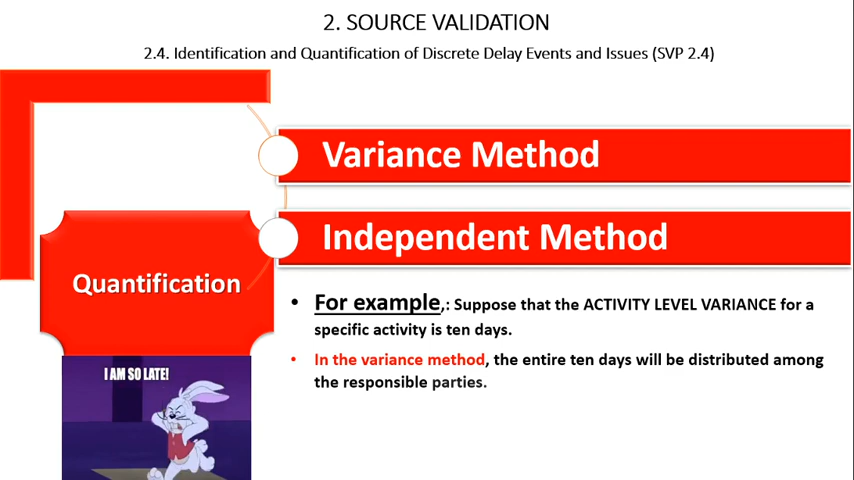 2. SOURCE VALIDATION
2.4. Identification and Quantification of Discrete Delay Events and Issues (SVP 2.4)
Variance Method
Independent Method
Quantification
• For example,: Suppose that the ACTIVITY LEVEL VARIANCE for a
specific activity is ten days.
• In the variance method, the entire ten days will be distributed among
the responsible parties.
I AM SO LATE!